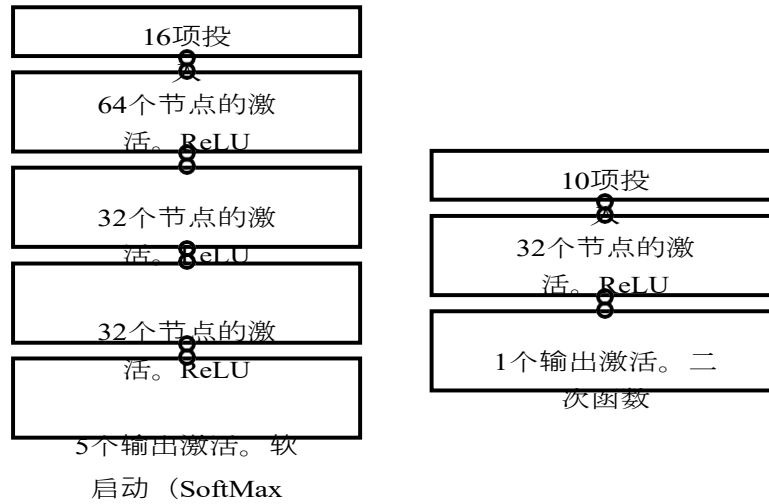 16项投
入
64个节点的激
活。ReLU
32个节点的激
活。ReLU
32个节点的激
活。ReLU
5个输出激活。软
启动（SoftMax
10项投
入
32个节点的激
活。ReLU
1个输出激活。二
次函数